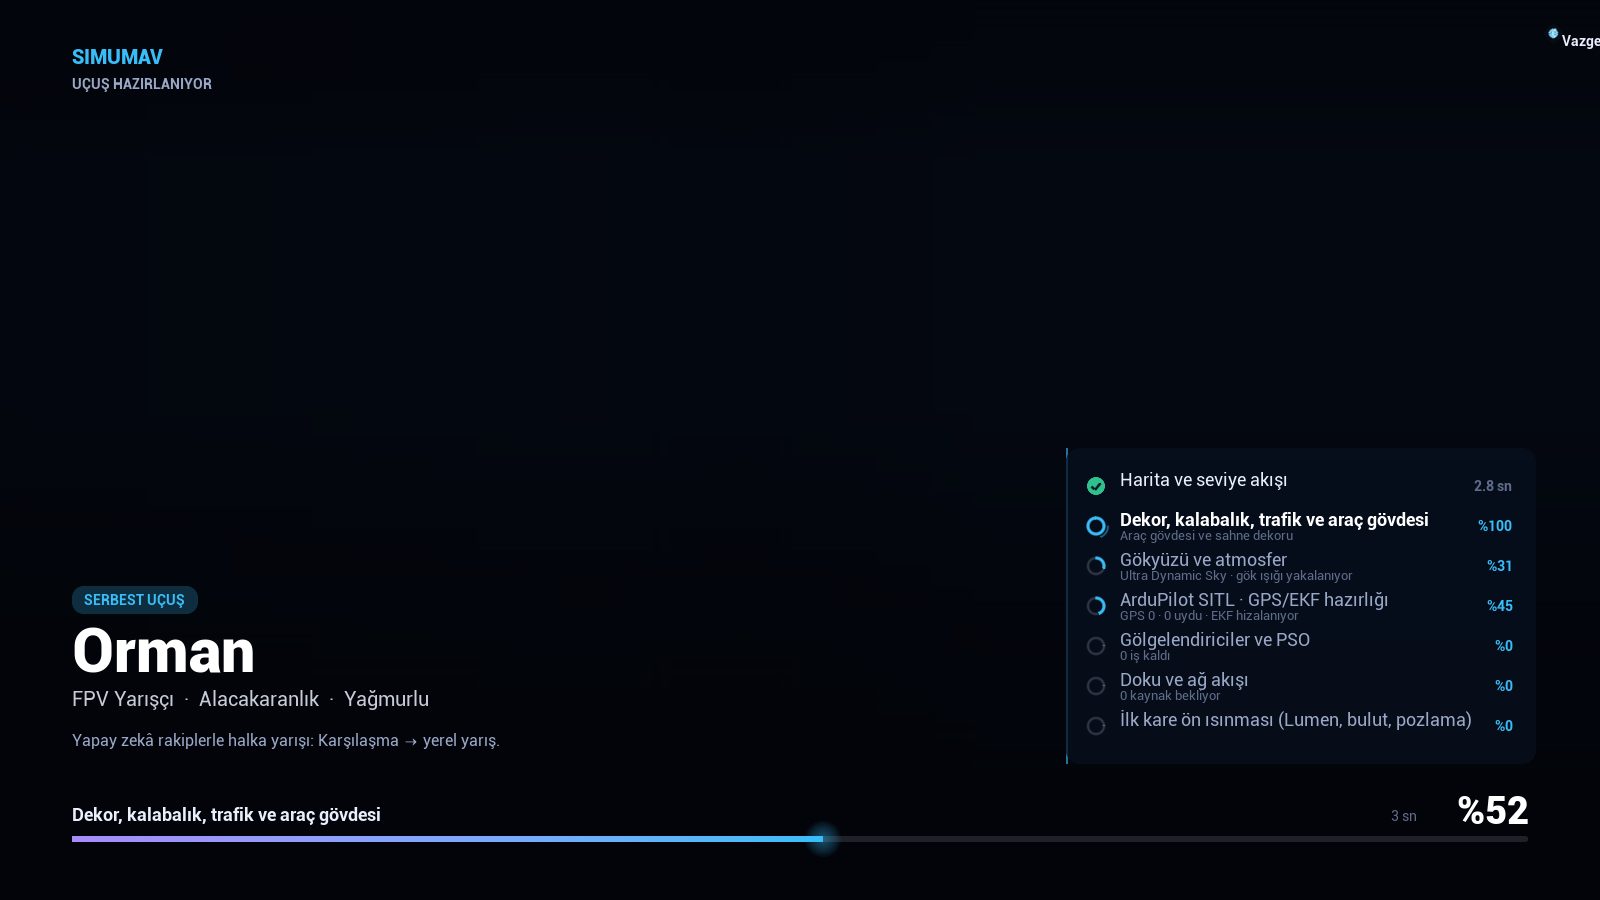 SIMUMAV
UÇUŞ HAZIRLANIYOR
Vazge
Harita ve seviye akışı
2.8 sn
Dekor, kalabalık, trafik ve araç gövdesi
%100
Araç gövdesi ve sahne dekoru
Gökyüzü ve atmosfer
%31
Ultra Dynamic Sky · gök ışığı yakalanıyor
ArduPilot SITL · GPS/EKF hazırlığı
%45
GPS 0 · 0 uydu · EKF hizalanıyor
Gölgelendiriciler ve PSO
%0
0 iş kaldı
Doku ve ağ akışı
%0
0 kaynak bekliyor
İlk kare ön ısınması (Lumen, bulut, pozlama)
%0
SERBEST UÇUŞ
Orman
FPV Yarışçı · Alacakaranlık · Yağmurlu
Yapay zekâ rakiplerle halka yarışı: Karşılaşma → yerel yarış.
Dekor, kalabalık, trafik ve araç gövdesi
3 sn
%52